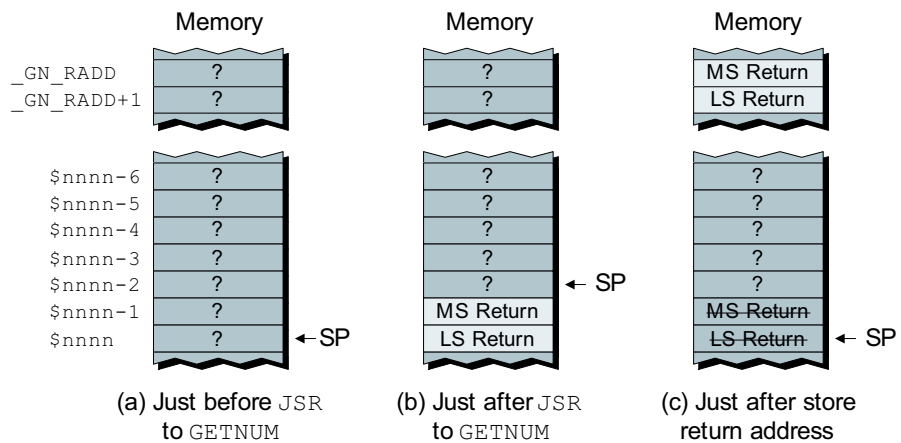 Memory Memory Memory
_GN_RADD ? ? MS Return
_GN_RADD+1 ? ? LS Return
$nnnn-6 ? ? ?
$nnnn-5 ? ? ?
$nnnn-4 ? ? ?
$nnnn-3 ? ? ?
$nnnn-2 ? ? SP ?
$nnnn-1 ? MS Return MS Return
$nnnn ? SP LS Return LS Return SP
(a) Just before JSR (b) Just after JSR (c) Just after store
to GETNUM to GETNUM return address